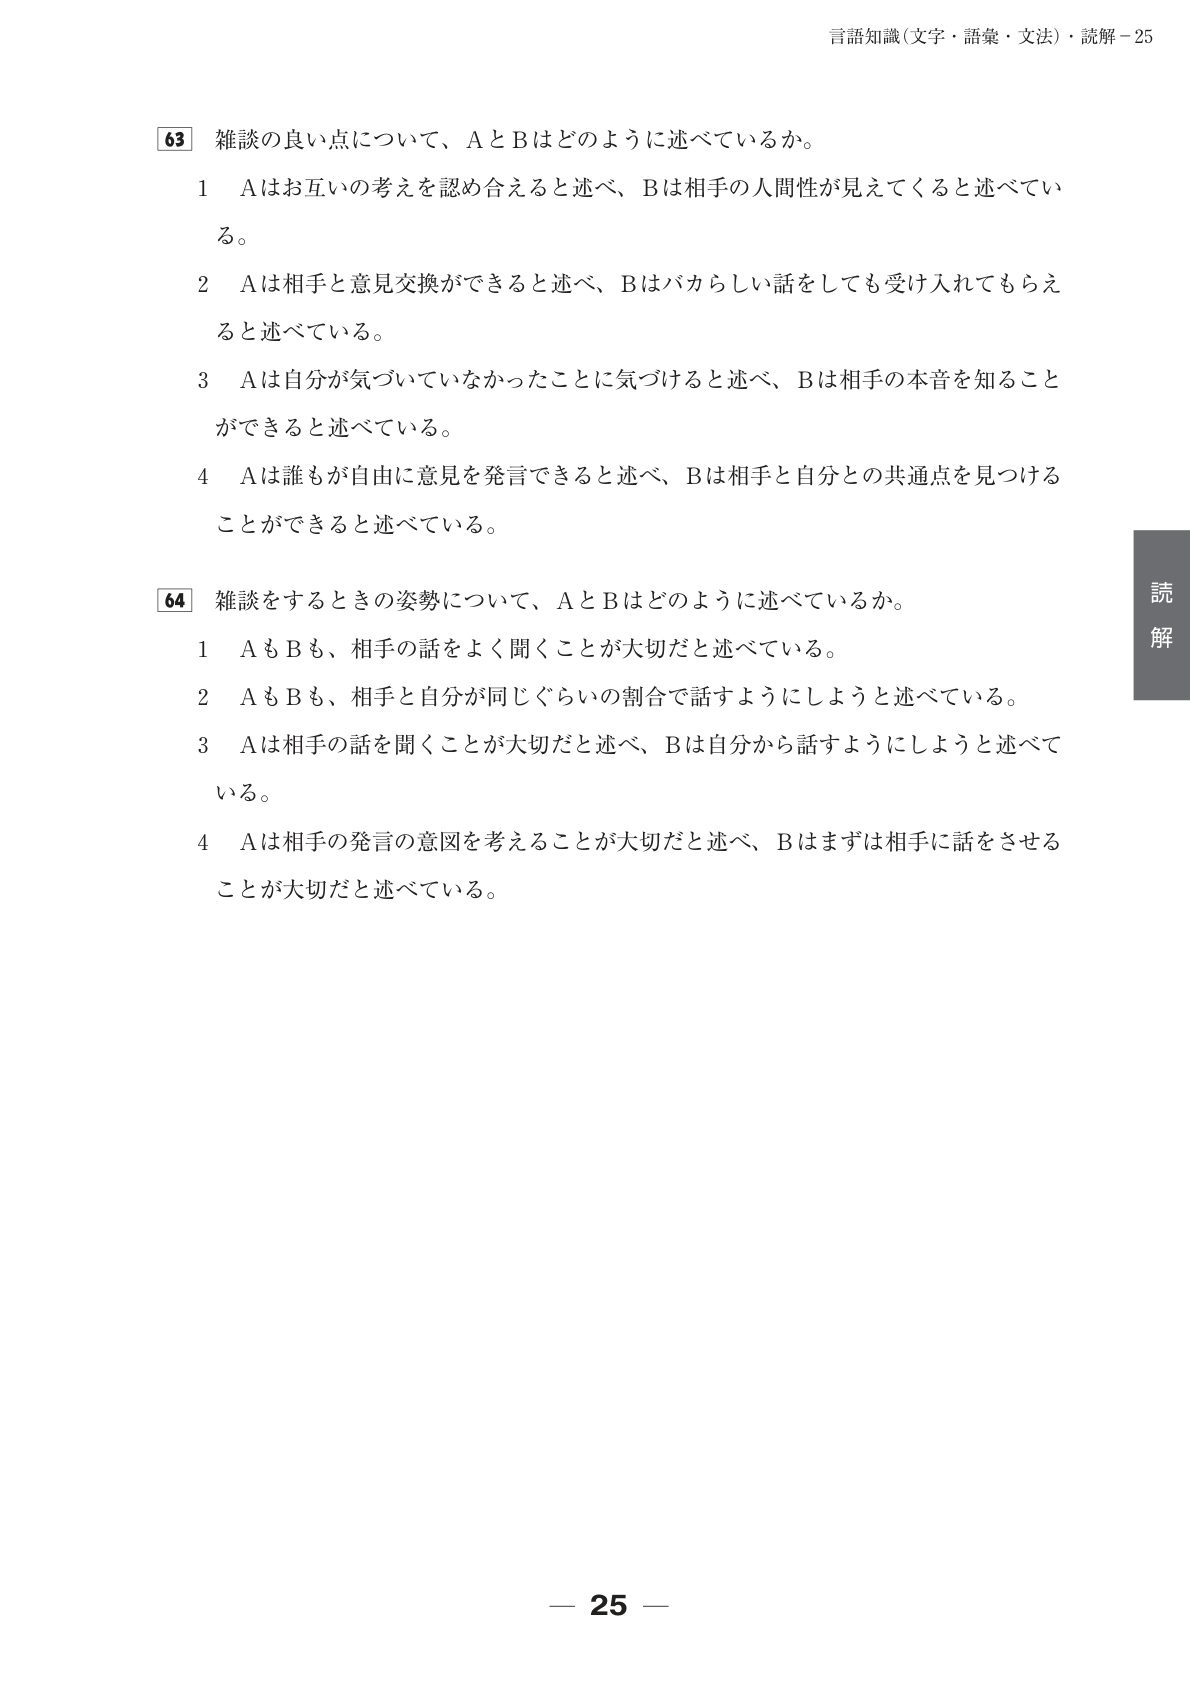 言語知識(文字・語彙・文法)・読解－25
63 雑談の良い点について、AとBはどのように述べているか。
1 Aはお互いの考えを認め合えると述べ、Bは相手の人間性が見えてくると述べてい
る。
2 Aは相手と意見交換ができると述べ、Bはバカらしい話をしても受け入れてもらえ
ると述べている。
3 Aは自分が気づいていなかったことに気づけると述べ、Bは相手の本音を知ること
ができると述べている。
4 Aは誰もが自由に意見を発言できると述べ、Bは相手と自分との共通点を見つける
ことができると述べている。
64 雑談をするときの姿勢について、AとBはどのように述べているか。
1 AもBも、相手の話をよく聞くことが大切だと述べている。
2 AもBも、相手と自分が同じぐらいの割合で話すようにしようと述べている。
3 Aは相手の話を聞くことが大切だと述べ、Bは自分から話すようにしようと述べて
いる。
4 Aは相手の発言の意図を考えることが大切だと述べ、Bはまずは相手に話をさせる
ことが大切だと述べている。
読解
— 25 —